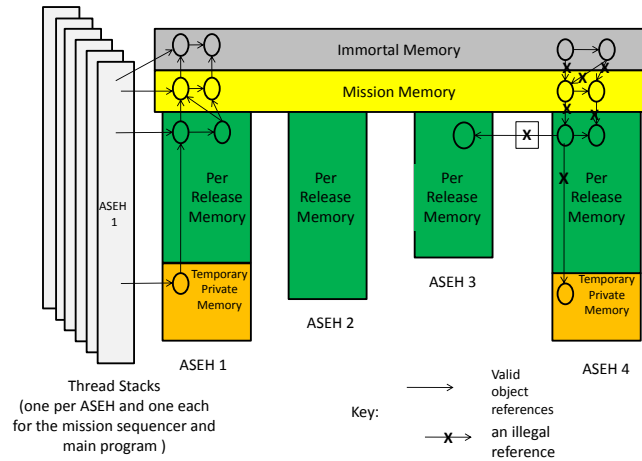 Immortal Memory
X
X
X
Mission Memory
X
X
X
Per
Release
Memory
Per
Release
Memory
Per
Release
Memory
Per
Release
Memory
X
ASEH
1
Temporary
Private
Memory
Temporary
Private
Memory
ASEH 1
ASEH 2
ASEH 3
ASEH 4
Thread Stacks
(one per ASEH and one each
for the mission sequencer and
main program )
Key:
Valid
object
references
X
an illegal
reference